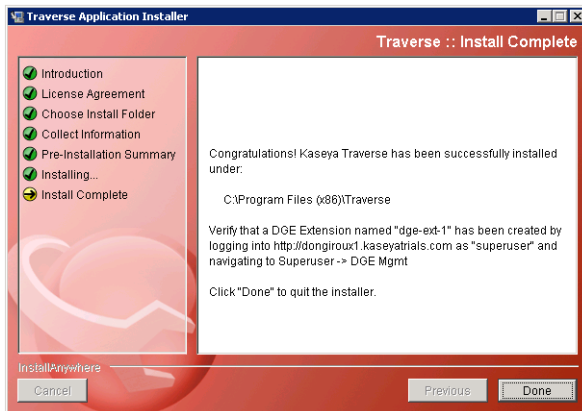 Traverse Application Installer
Traverse :: Install Complete
Introduction
License Agreement
Choose Install Folder
Collect Information
Pre-Installation Summary
Installing...
Install Complete
Congratulations! Kaseya Traverse has been successfully installed
under:
C:\Program Files (x86)\Traverse
Verify that a DGE Extension named "dge-ext-1" has been created by
logging into http://dongiroux1.kaseyatrials.com as "superuser" and
navigating to Superuser -> DGE Mgmt
Click "Done" to quit the installer.
InstallAnywhere
Cancel
Previous
Done